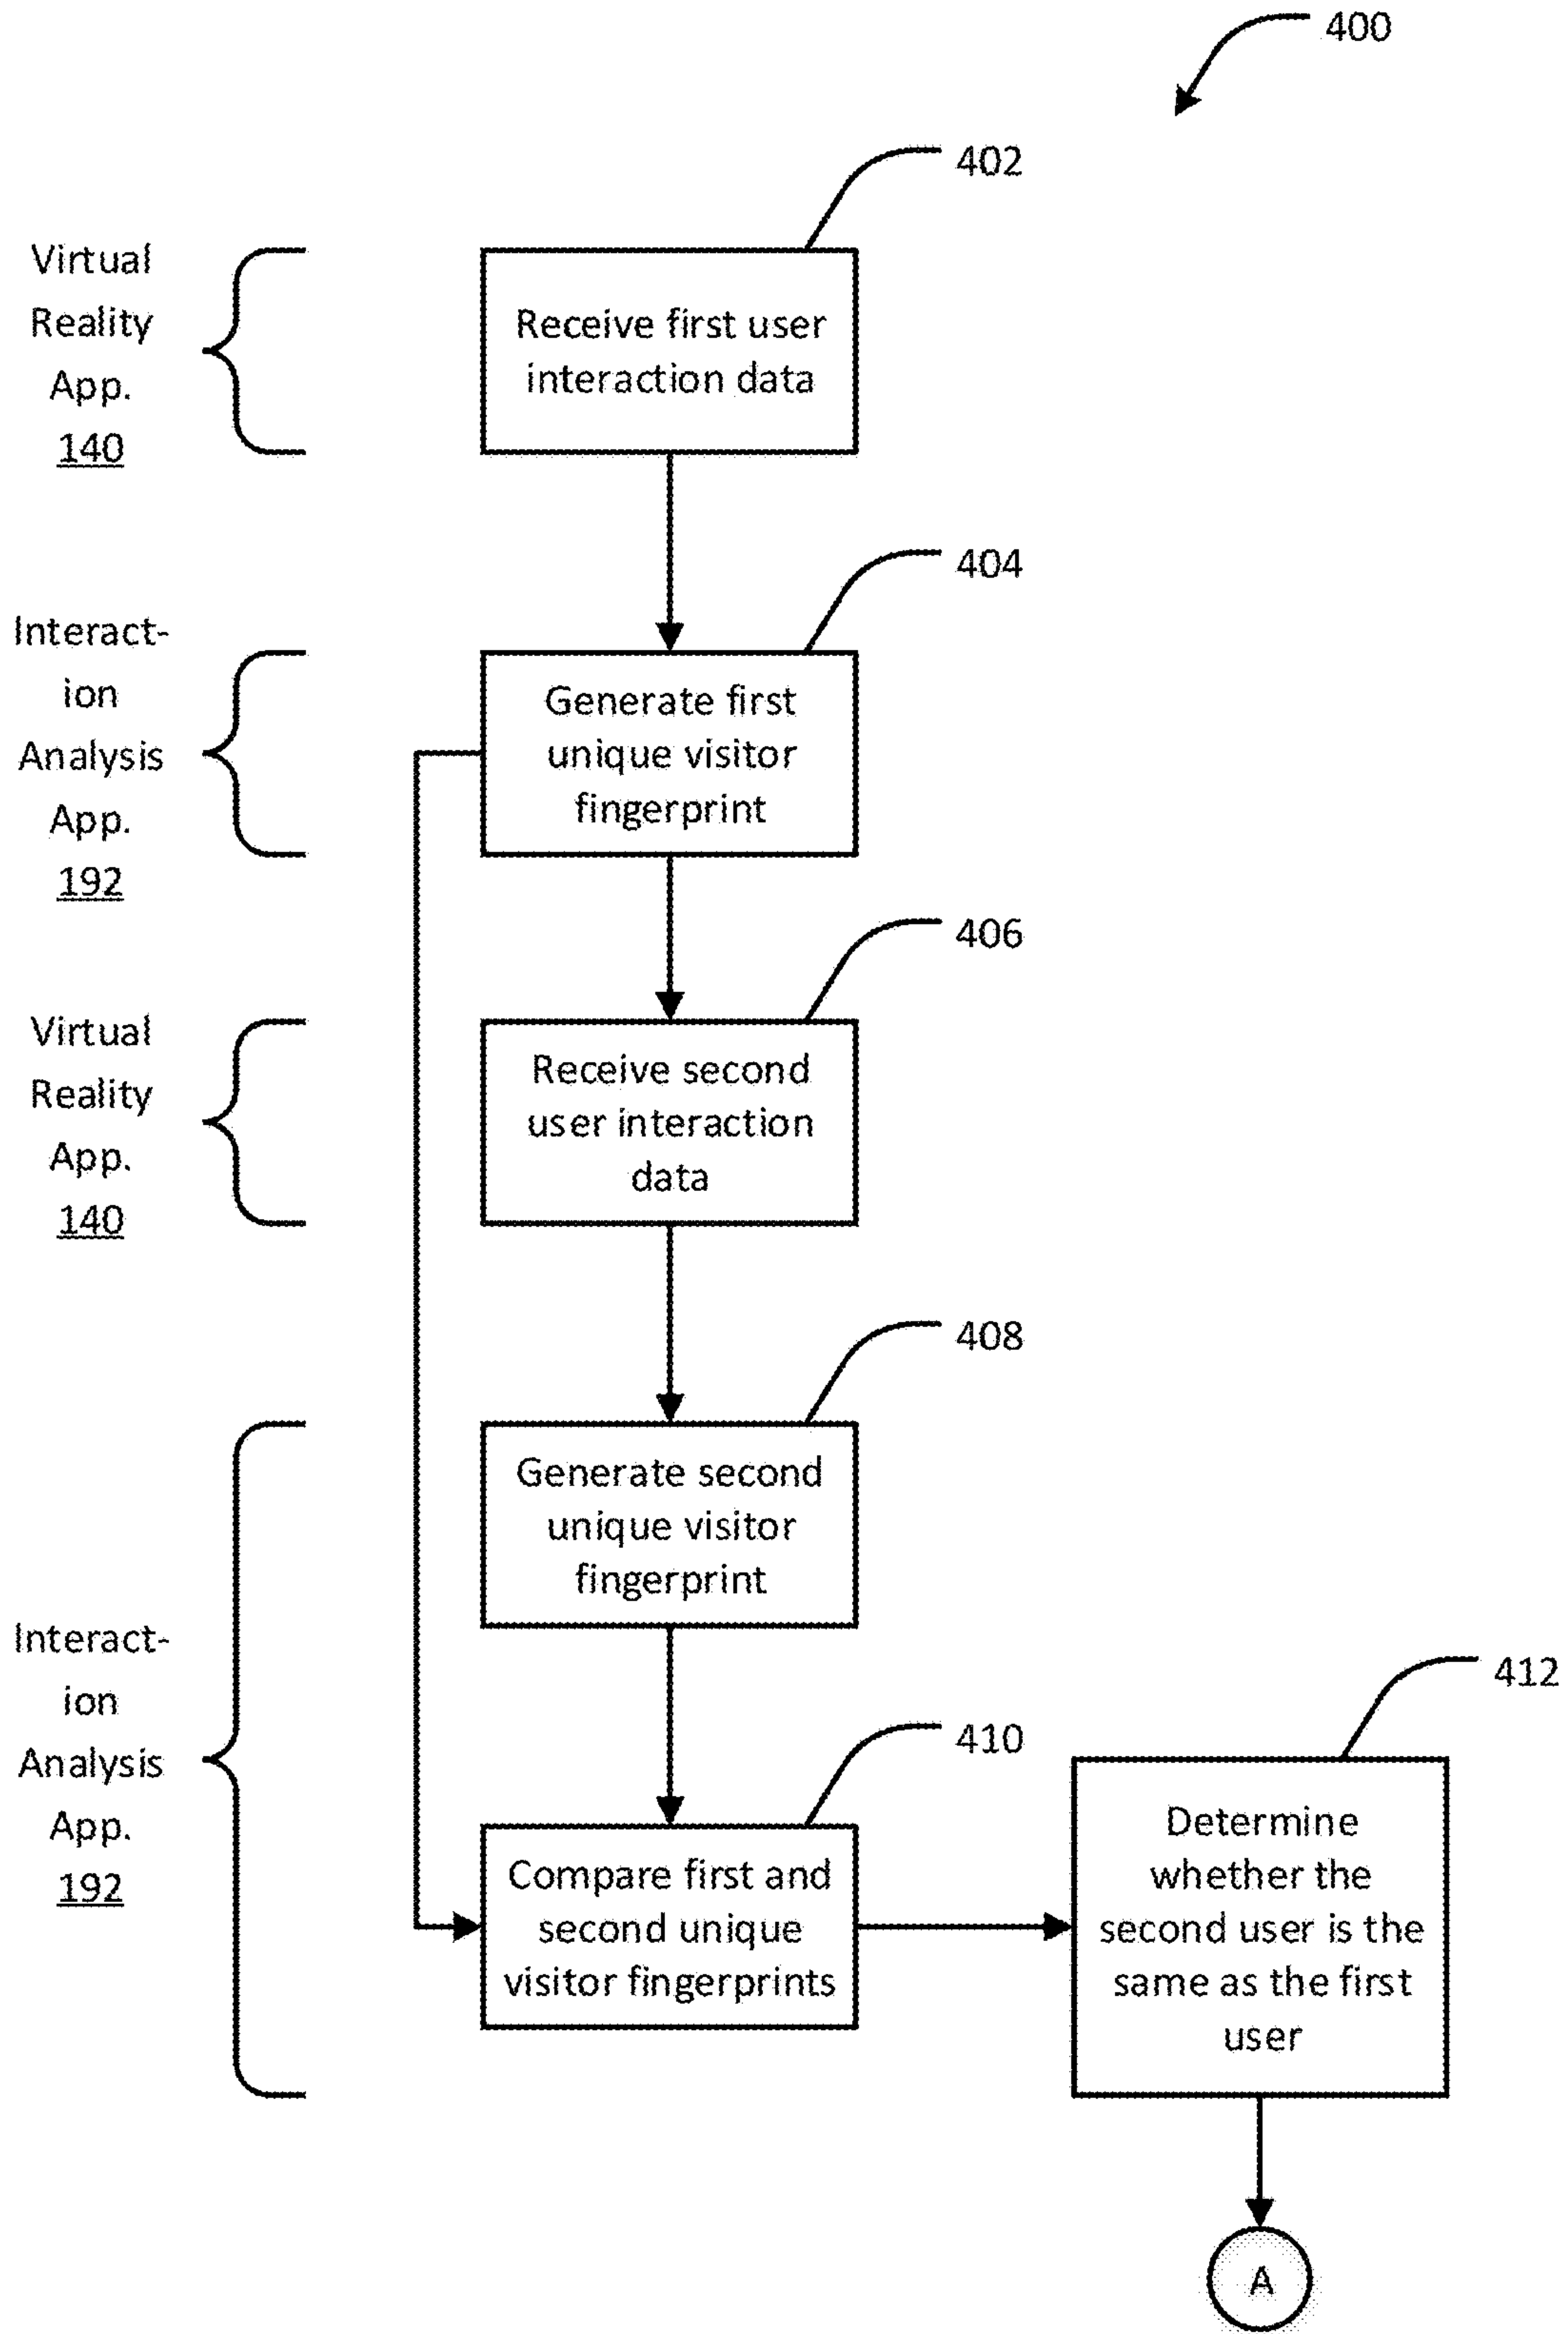 400
402
Virtual
Reality
App.
140
Receive first user
interaction data
404
Interact-
ion
Analysis
App.
192
Generate first
unique visitor
fingerprint
406
Virtual
Reality
App.
140
Receive second
user interaction
data
408
Generate second
unique visitor
fingerprint
Interact-
ion
Analysis
App.
192
410
Compare first and
second unique
visitor fingerprints
412
Determine
whether the
second user is the
same as the first
user
A